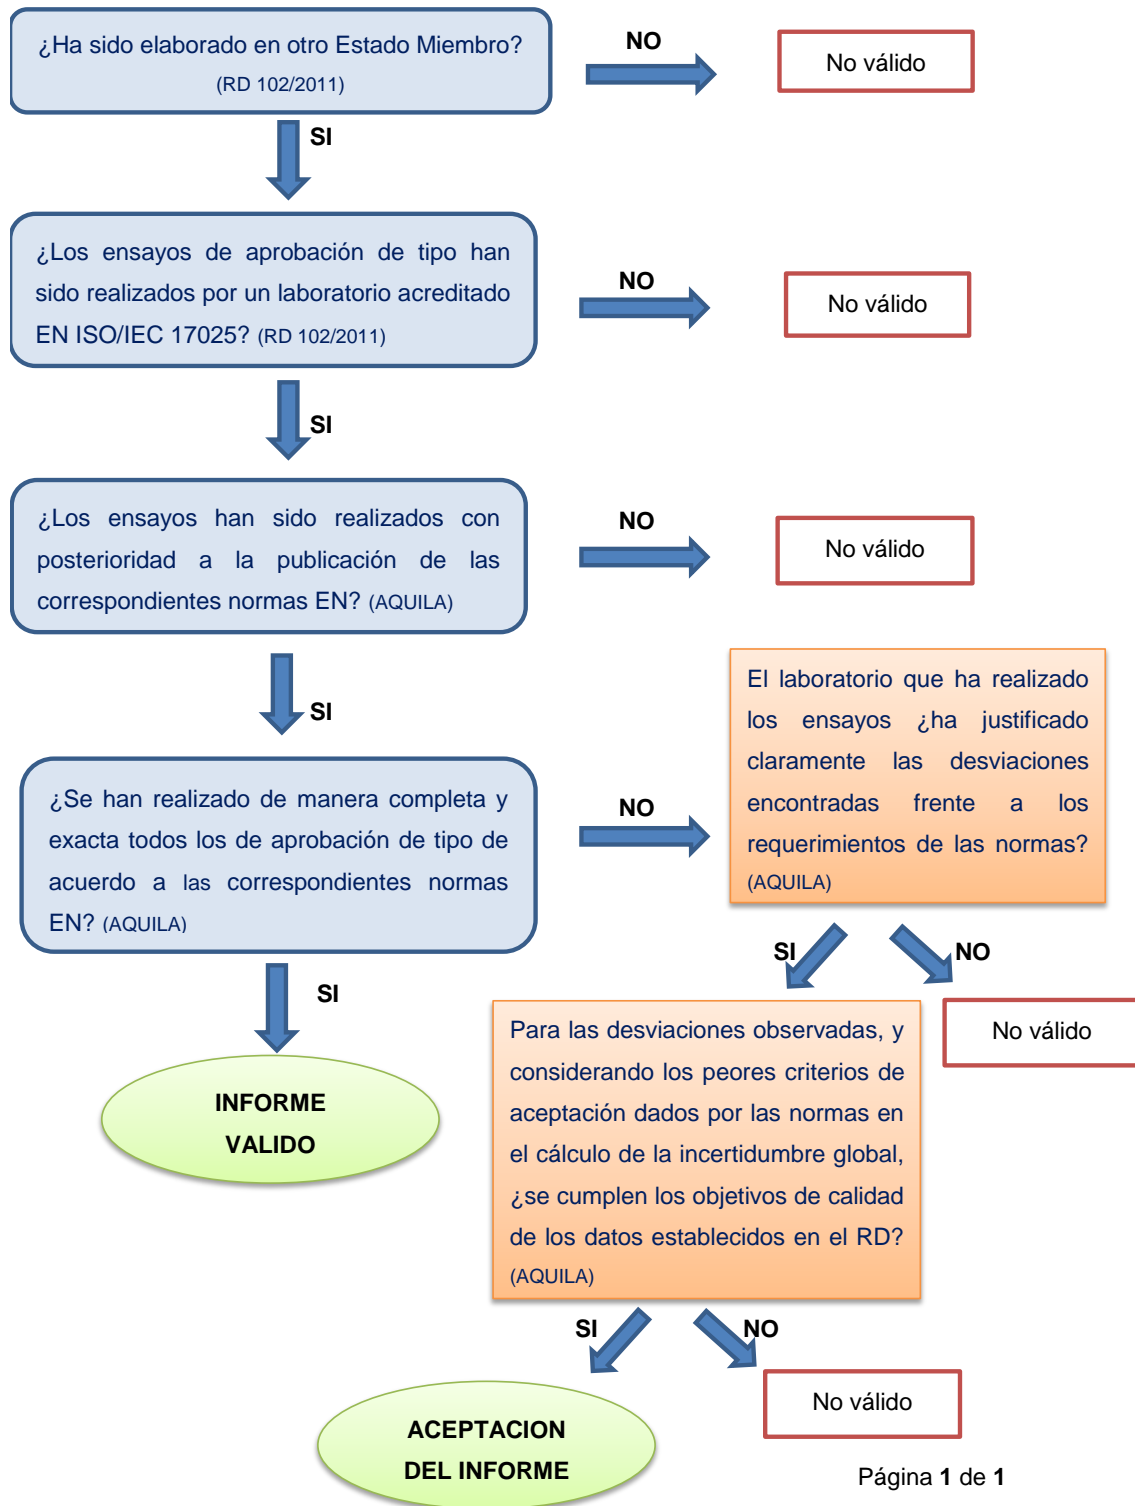 ¿Ha sido elaborado en otro Estado Miembro?
(RD 102/2011)
NO
No válido
SI
¿Los ensayos de aprobación de tipo han
sido realizados por un laboratorio acreditado
EN ISO/IEC 17025? (RD 102/2011)
NO
No válido
SI
¿Los ensayos han sido realizados con
posterioridad a la publicación de las
correspondientes normas EN? (AQUILA)
NO
No válido
SI
¿Se han realizado de manera completa y
exacta todos los de aprobación de tipo de
acuerdo a las correspondientes normas
EN? (AQUILA)
NO
El laboratorio que ha realizado
los ensayos ¿ha justificado
claramente las desviaciones
encontradas frente a los
requerimientos de las normas?
(AQUILA)
SI
NO
No válido
SI
INFORME
VALIDO
Para las desviaciones observadas, y
considerando los peores criterios de
aceptación dados por las normas en
el cálculo de la incertidumbre global,
¿se cumplen los objetivos de calidad
de los datos establecidos en el RD?
(AQUILA)
SI
NO
No válido
ACEPTACION
DEL INFORME
Página 1 de 1